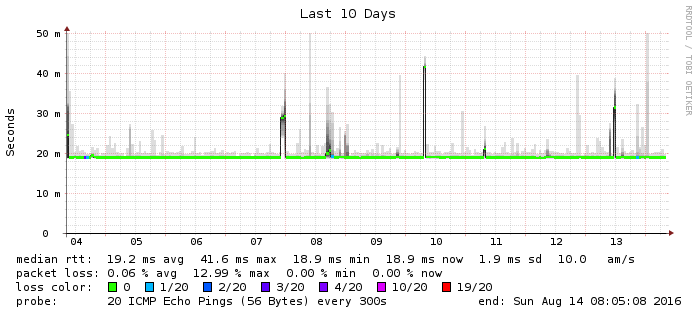 Last 10 Days
RRDTOOL / TOBI OETIKER
Seconds
50 m
40 m
30 m
20 m
10 m
0
04 05 06 07 08 09 10 11 12 13
median rtt: 19.2 ms avg 41.6 ms max 18.9 ms min 18.9 ms now 1.9 ms sd 10.0 am/s
packet loss: 0.06 % avg 12.99 % max 0.00 % min 0.00 % now
loss color: 0 1/20 2/20 3/20 4/20 10/20 19/20
probe: 20 ICMP Echo Pings (56 Bytes) every 300s end: Sun Aug 14 08:05:08 2016